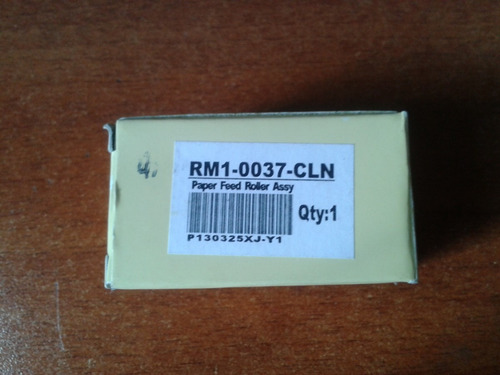 RM1-0037-CLN
Paper Feed Roller Assy
Qty:1
P130325XJ-Y1